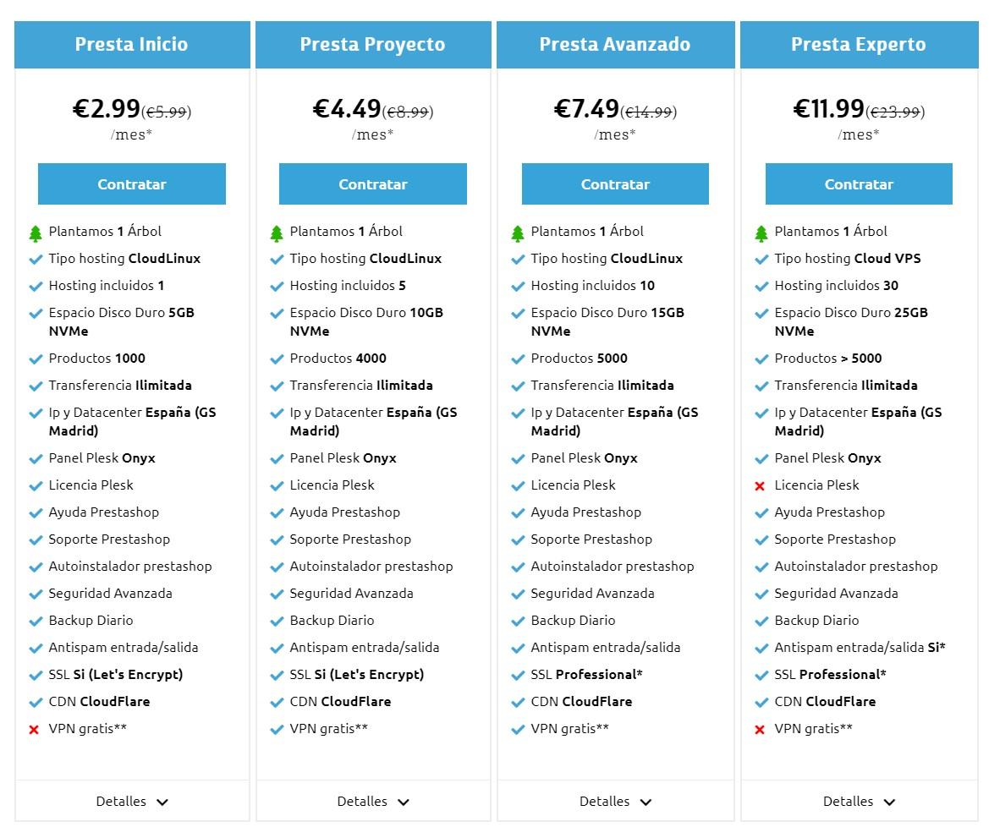 Presta Inicio
€2.99(€5.99)
/mes*
Contratar
Plantamos 1 Árbol
Tipo hosting CloudLinux
Hosting incluidos 1
Espacio Disco Duro 5GB
NVMe
Productos 1000
Transferencia Ilimitada
Ip y Datacenter España (GS
Madrid)
Panel Plesk Onyx
Licencia Plesk
Ayuda Prestashop
Soporte Prestashop
Autoinstalador prestashop
Seguridad Avanzada
Backup Diario
Antispam entrada/salida
SSL Si (Let's Encrypt)
CDN CloudFlare
VPN gratis**
Detalles
Presta Proyecto
€4.49(€8.99)
/mes*
Contratar
Plantamos 1 Árbol
Tipo hosting CloudLinux
Hosting incluidos 5
Espacio Disco Duro 10GB
NVMe
Productos 4000
Transferencia Ilimitada
Ip y Datacenter España (GS
Madrid)
Panel Plesk Onyx
Licencia Plesk
Ayuda Prestashop
Soporte Prestashop
Autoinstalador prestashop
Seguridad Avanzada
Backup Diario
Antispam entrada/salida
SSL Si (Let's Encrypt)
CDN CloudFlare
VPN gratis**
Detalles
Presta Avanzado
€7.49(€14.99)
/mes*
Contratar
Plantamos 1 Árbol
Tipo hosting CloudLinux
Hosting incluidos 10
Espacio Disco Duro 15GB
NVMe
Productos 5000
Transferencia Ilimitada
Ip y Datacenter España (GS
Madrid)
Panel Plesk Onyx
Licencia Plesk
Ayuda Prestashop
Soporte Prestashop
Autoinstalador prestashop
Seguridad Avanzada
Backup Diario
Antispam entrada/salida
SSL Professional*
CDN CloudFlare
VPN gratis**
Detalles
Presta Experto
€11.99(€23.99)
/mes*
Contratar
Plantamos 1 Árbol
Tipo hosting Cloud VPS
Hosting incluidos 30
Espacio Disco Duro 25GB
NVMe
Productos > 5000
Transferencia Ilimitada
Ip y Datacenter España (GS
Madrid)
Panel Plesk Onyx
Licencia Plesk
Ayuda Prestashop
Soporte Prestashop
Autoinstalador prestashop
Seguridad Avanzada
Backup Diario
Antispam entrada/salida Si*
SSL Professional*
CDN CloudFlare
VPN gratis**
Detalles